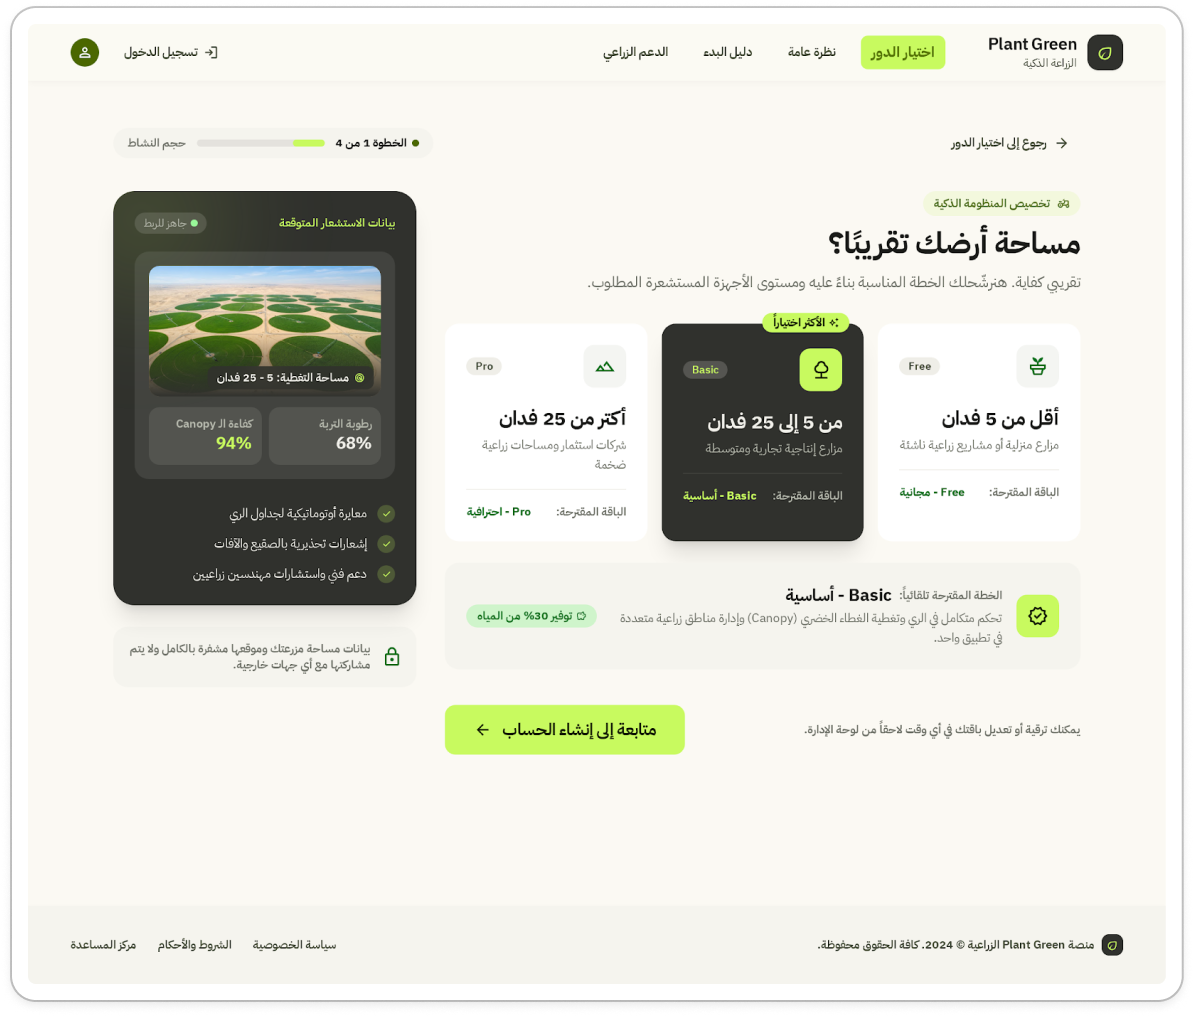 Plant Green
الزراعة الذكية
اختيار الدور
نظرة عامة
دليل البدء
الدعم الزراعي
تسجيل الدخول
رجوع إلى اختيار الدور
الخطوة 1 من 4
حجم النشاط
تخصيص المنظومة الذكية
مساحة أرضك تقريبًا؟
تقريبي كفاية. هنرشّحلك الخطة المناسبة بناءً عليه ومستوى الأجهزة المستشعرة المطلوب.
Free
أقل من 5 فدان
مزارع منزلية أو مشاريع زراعية ناشئة
الباقة المقترحة:
Free - مجانية
الأكثر اختياراً
Basic
من 5 إلى 25 فدان
مزارع إنتاجية تجارية ومتوسطة
الباقة المقترحة:
Basic - أساسية
Pro
أكتر من 25 فدان
شركات استثمار ومساحات زراعية
ضخمة
الباقة المقترحة:
Pro - احترافية
الخطة المقترحة تلقائياً: Basic - أساسية
تحكم متكامل في الري وتغطية الغطاء الخضري (Canopy) وإدارة مناطق زراعية متعددة
في تطبيق واحد.
توفير 30% من المياه
يمكنك ترقية أو تعديل باقتك في أي وقت لاحقاً من لوحة الإدارة.
متابعة إلى إنشاء الحساب
بيانات الاستشعار المتوقعة
جاهز للربط
مساحة التغطية: 5 - 25 فدان
رطوبة التربة
68%
كفاءة الـ Canopy
94%
معايرة أوتوماتيكية لجداول الري
إشعارات تحذيرية بالصقيع والآفات
دعم فني واستشارات مهندسين زراعيين
بيانات مساحة مزرعتك وموقعها مشفرة بالكامل ولا يتم
مشاركتها مع أي جهات خارجية.
منصة Plant Green الزراعية © 2024. كافة الحقوق محفوظة.
سياسة الخصوصية
الشروط والأحكام
مركز المساعدة